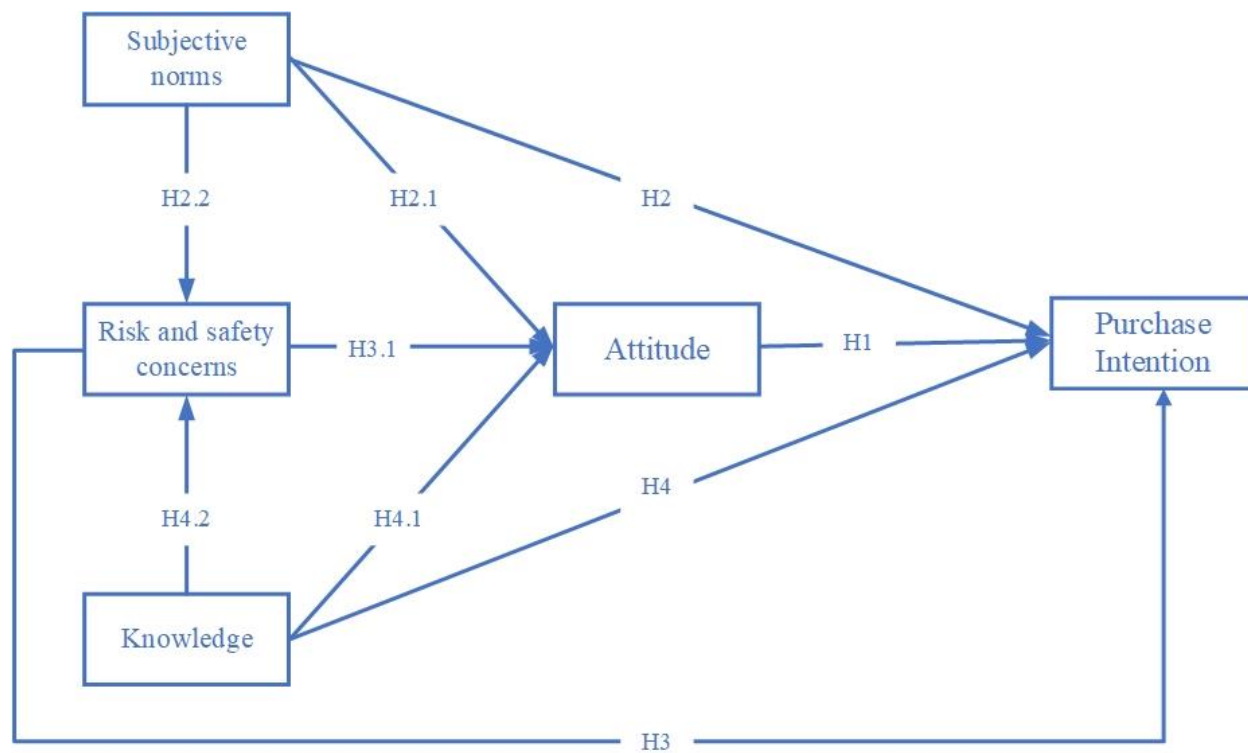 Subjective
norms
H2.2
H2.1
H2
Risk and safety
concerns
H3.1
Attitude
H1
Purchase
Intention
H4.2
H4.1
H4
Knowledge
H3